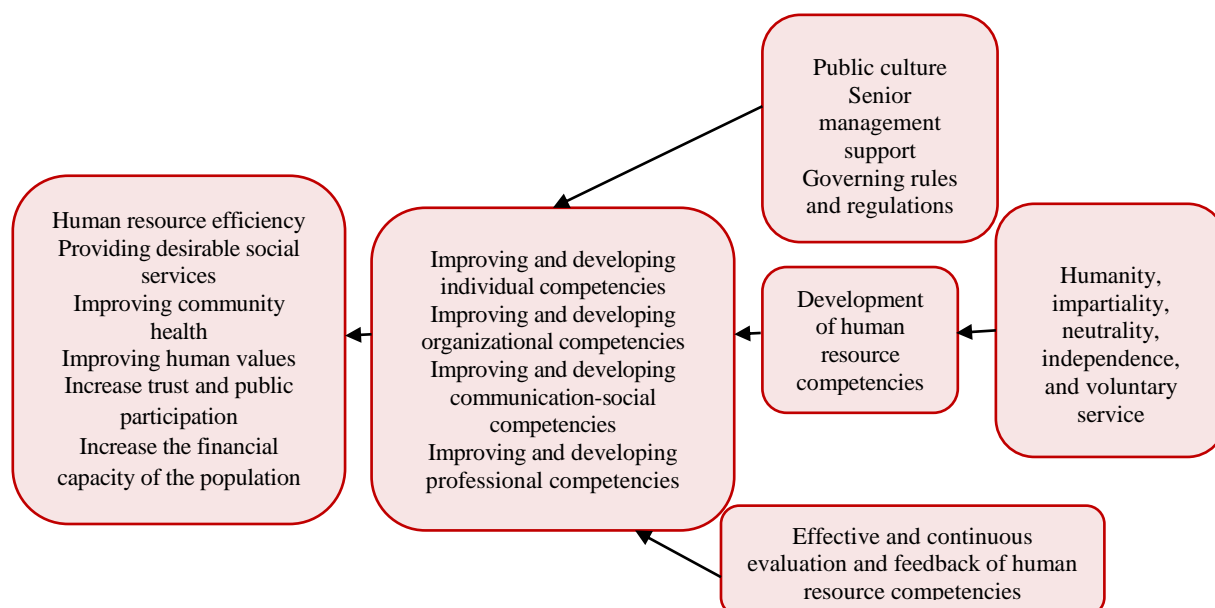 Public culture
Senior
management
support
Governing rules
and regulations
Human resource efficiency
Providing desirable social
services
Improving community
health
Improving human values
Increase trust and public
participation
Increase the financial
capacity of the population
Improving and developing
individual competencies
Improving and developing
organizational competencies
Improving and developing
communication-social
competencies
Improving and developing
professional competencies
Development
of human
resource
competencies
Humanity,
impartiality,
neutrality,
independence,
and voluntary
service
Effective and continuous
evaluation and feedback of human
resource competencies